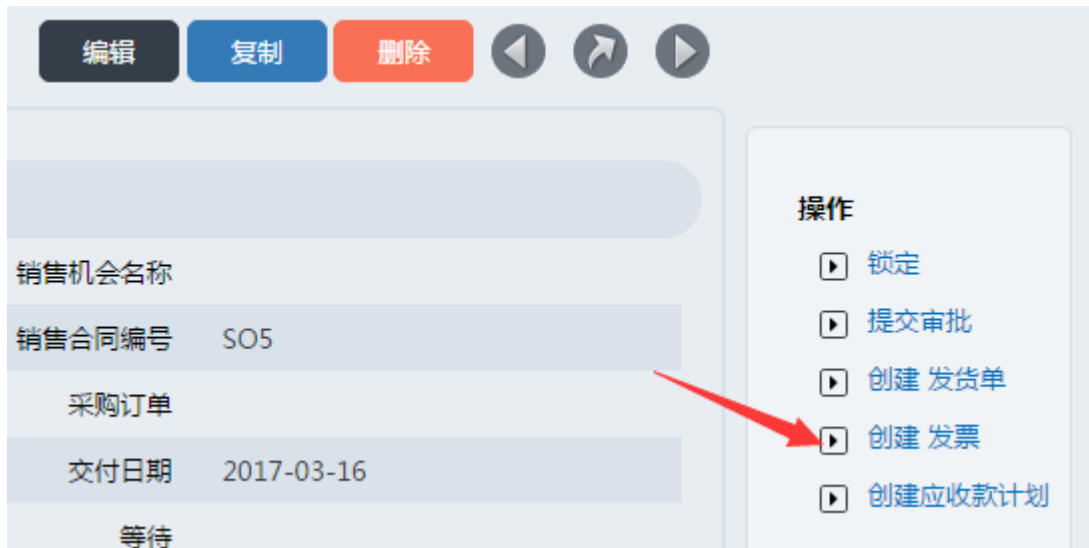 编辑 复制 删除
操作
销售机会名称
锁定
销售合同编号 SO5
提交审批
采购订单
创建 发货单
交付日期 2017-03-16
创建 发票
等待
创建应收款计划